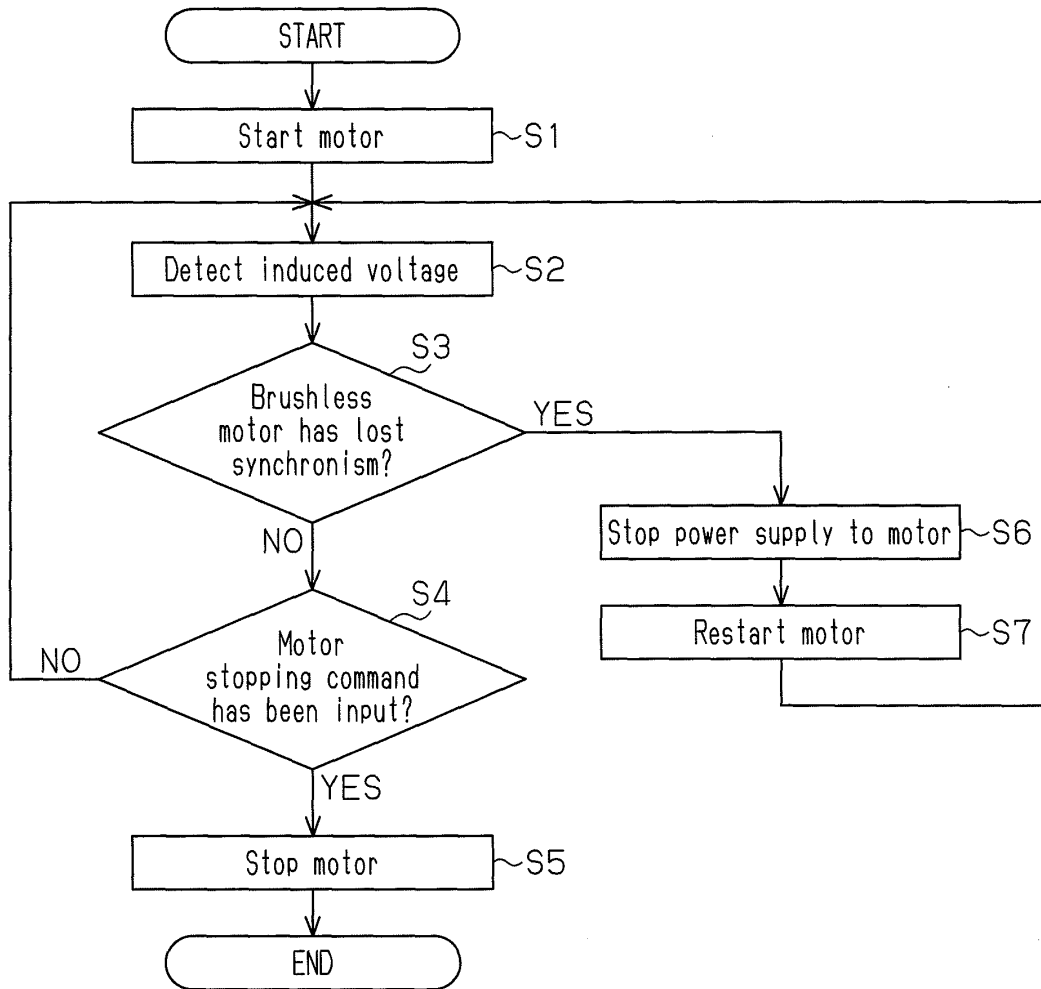 START
Start motor
S1
Detect induced voltage
S2
S3
Brushless
motor has lost
synchronism?
YES
NO
Stop power supply to motor
S6
S4
Restart motor
S7
Motor
stopping command
has been input?
NO
YES
Stop motor
S5
END